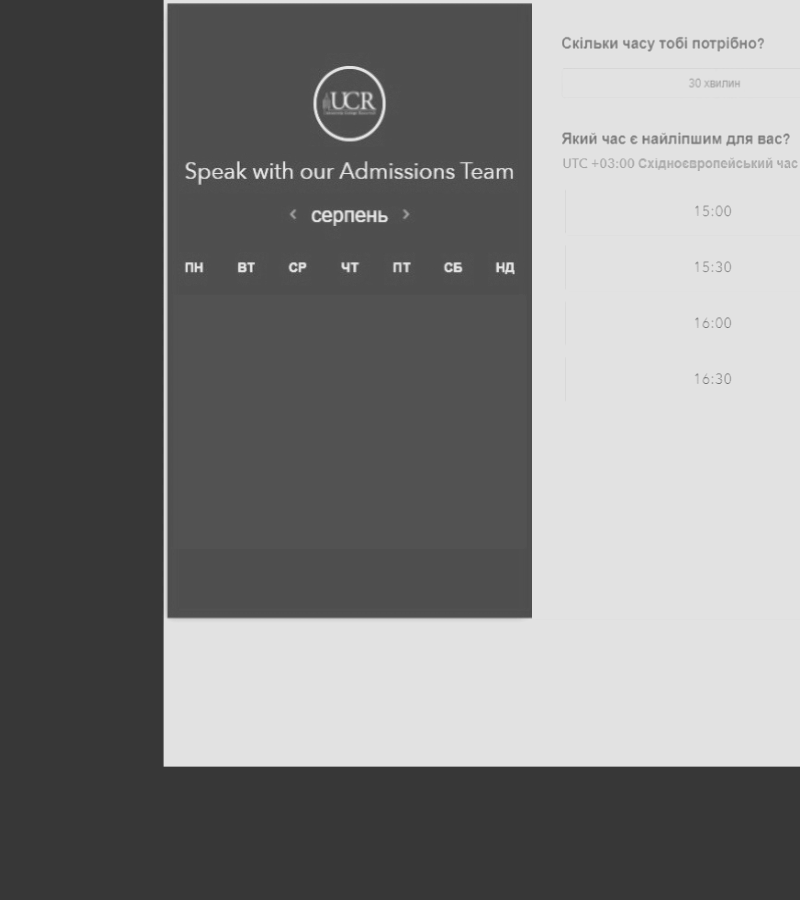 UCR
Speak with our Admissions Team
серпень
ПН ВТ СР ЧТ ПТ СБ НД
Скільки часу тобі потрібно?
30 хвилин
Який час є найліпшим для вас?
UTC +03:00 Східноєвропейський час
15:00
15:30
16:00
16:30